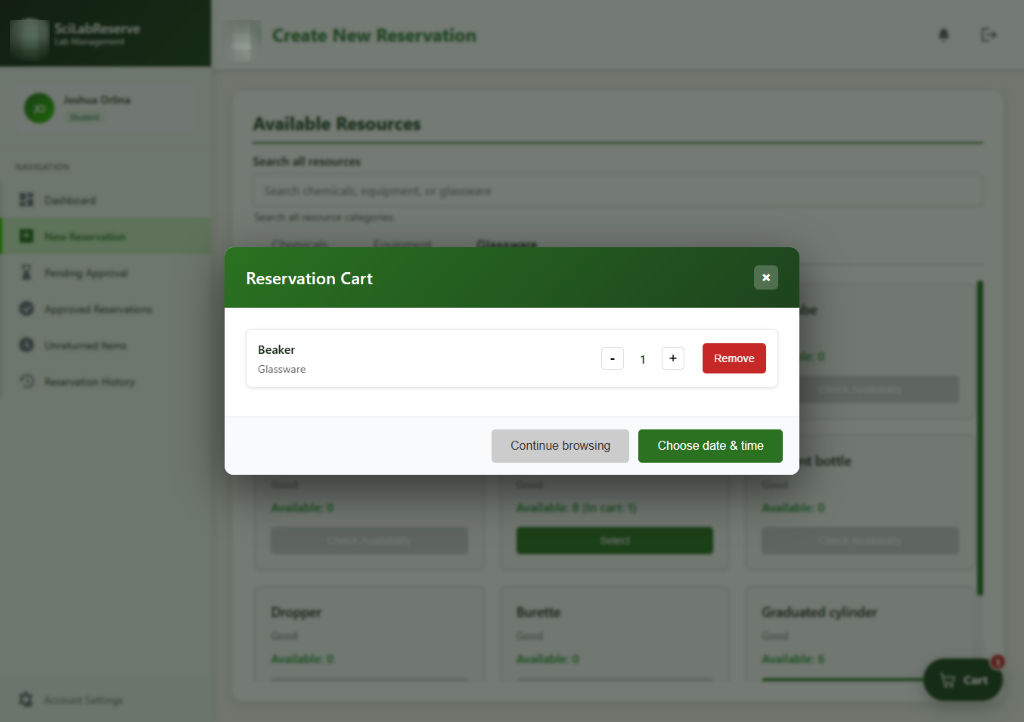 SciLabReserve
Lab Management
Create New Reservation
JO
Joshua Orlina
Student
NAVIGATION
Dashboard
New Reservation
Pending Approval
Approved Reservations
Unreturned Items
Reservation History
Account Settings
Available Resources
Search all resources
Search chemicals, equipment, or glassware
Search all resource categories.
Chemicals Equipment Glassware
Reservation Cart
×
Beaker
Glassware
- 1 +
Remove
Continue browsing
Choose date & time
Check Availability
bottle
Good Good Good
Available: 0 Available: 8 (In cart: 1) Available: 0
Check Availability Select Check Availability
Dropper Burette Graduated cylinder
Good Good Good
Available: 0 Available: 0 Available: 6
Cart